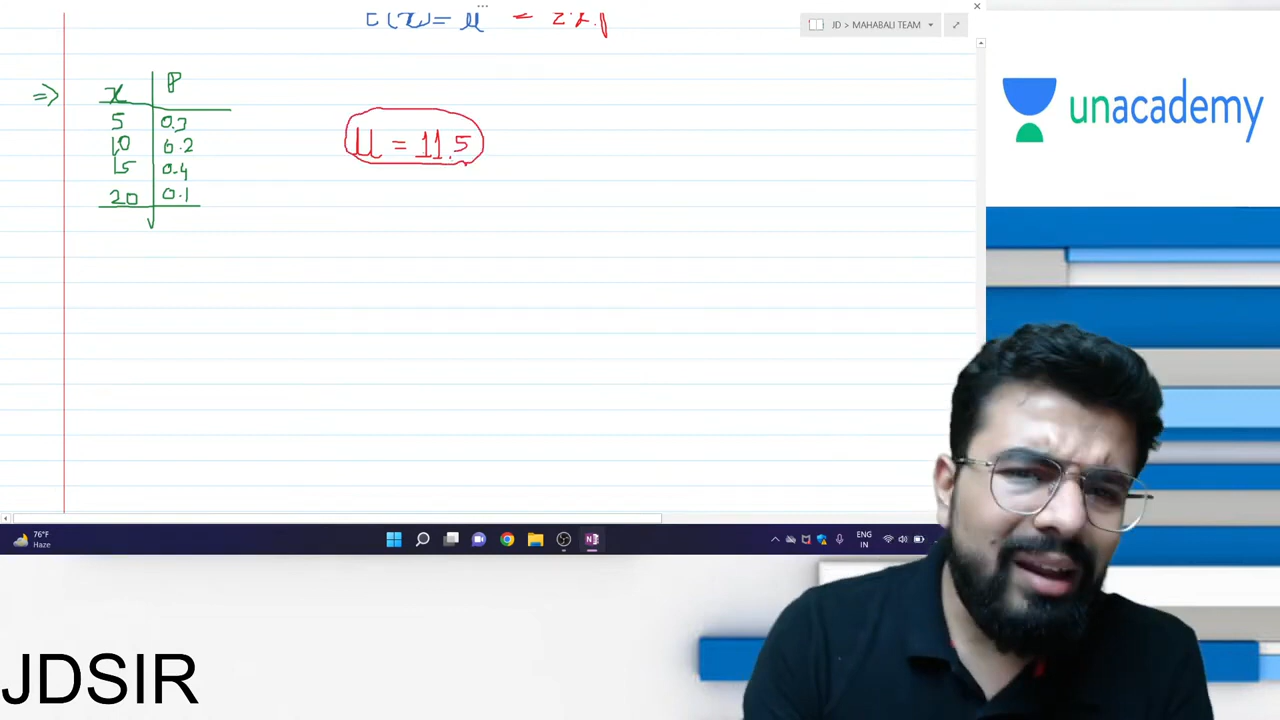 E(x) = μ = Σx.p
JD > MAHABALI TEAM
unacademy
=> x P
5 0.3
10 0.2
15 0.4
20 0.1
μ = 11.5
76°F
Haze
ENG
IN
JDSIR